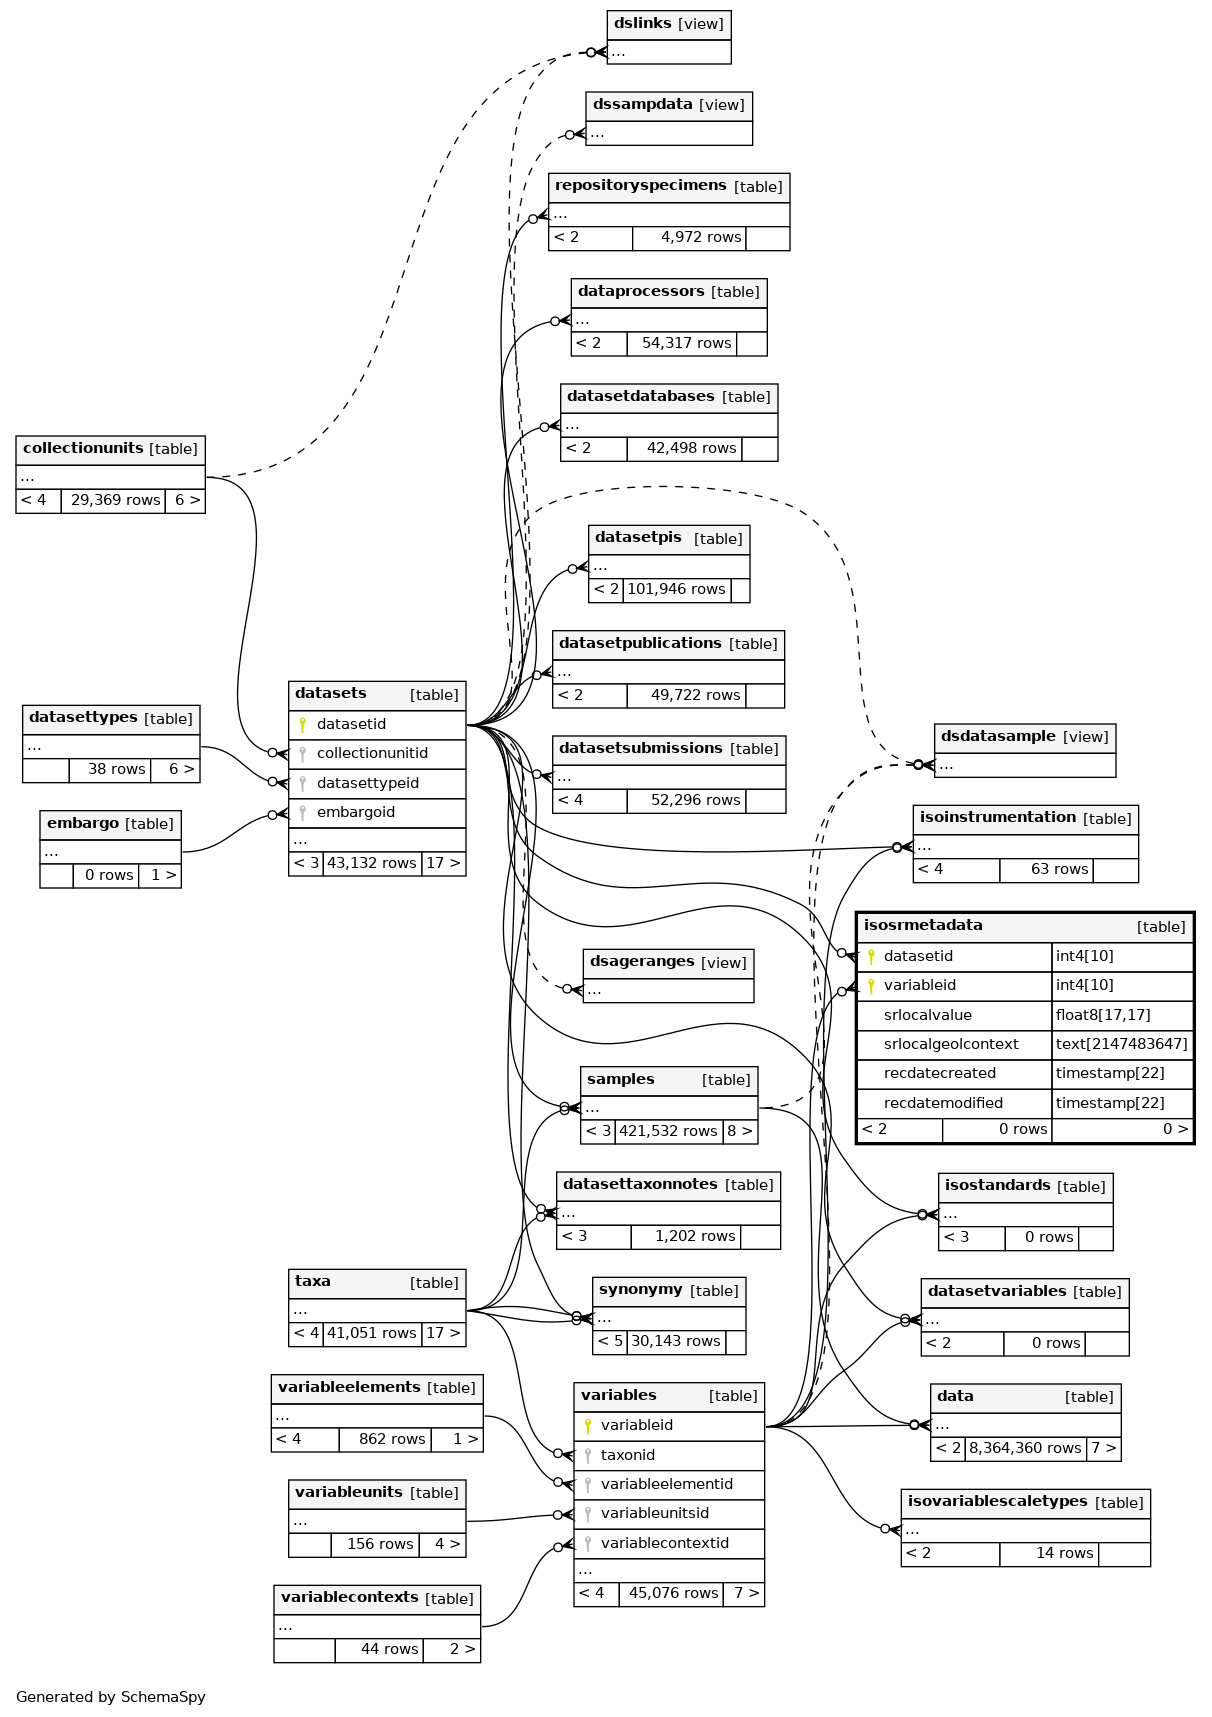 dslinks [view]
...
dssampdata [view]
...
repositoryspecimens [table]
...
< 2 4,972 rows
dataprocessors [table]
...
< 2 54,317 rows
datasetdatabases [table]
...
< 2 42,498 rows
collectionunits [table]
...
< 4 29,369 rows 6 >
datasetpis [table]
...
< 2 101,946 rows
datasetpublications [table]
...
< 2 49,722 rows
datasets [table]
datasetid
collectionunitid
datasettypeid
embargoid
...
< 3 43,132 rows 17 >
datasettypes [table]
...
38 rows 6 >
embargo [table]
...
0 rows 1 >
datasetsubmissions [table]
...
< 4 52,296 rows
dsdatasample [view]
...
isoinstrumentation [table]
...
< 4 63 rows
isosrmetadata [table]
datasetid int4[10]
variableid int4[10]
srlocalvalue float8[17,17]
srlocalgeolcontext text[2147483647]
recdatecreated timestamp[22]
recdatemodified timestamp[22]
< 2 0 rows 0 >
dsageranges [view]
...
samples [table]
...
< 3 421,532 rows 8 >
datasettaxonnotes [table]
...
< 3 1,202 rows
isostandards [table]
...
< 3 0 rows
taxa [table]
...
< 4 41,051 rows 17 >
synonymy [table]
...
< 5 30,143 rows
datasetvariables [table]
...
< 2 0 rows
variableelements [table]
...
< 4 862 rows 1 >
variables [table]
variableid
taxonid
variableelementid
variableunitsid
variablecontextid
...
< 4 45,076 rows 7 >
data [table]
...
< 2 8,364,360 rows 7 >
variableunits [table]
...
156 rows 4 >
isovariablescaletypes [table]
...
< 2 14 rows
variablecontexts [table]
...
44 rows 2 >
Generated by SchemaSpy